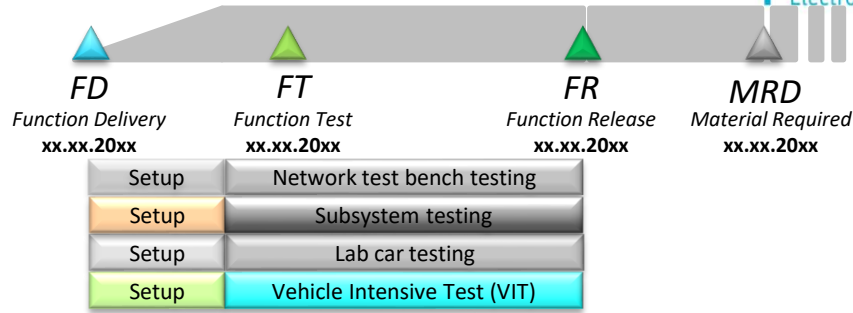 Electro
FD FT FR MRD
Function Delivery Function Test Function Release Material Required
xx.xx.20xx xx.xx.20xx xx.xx.20xx xx.xx.20xx
Setup Network test bench testing
Setup Subsystem testing
Setup Lab car testing
Setup Vehicle Intensive Test (VIT)